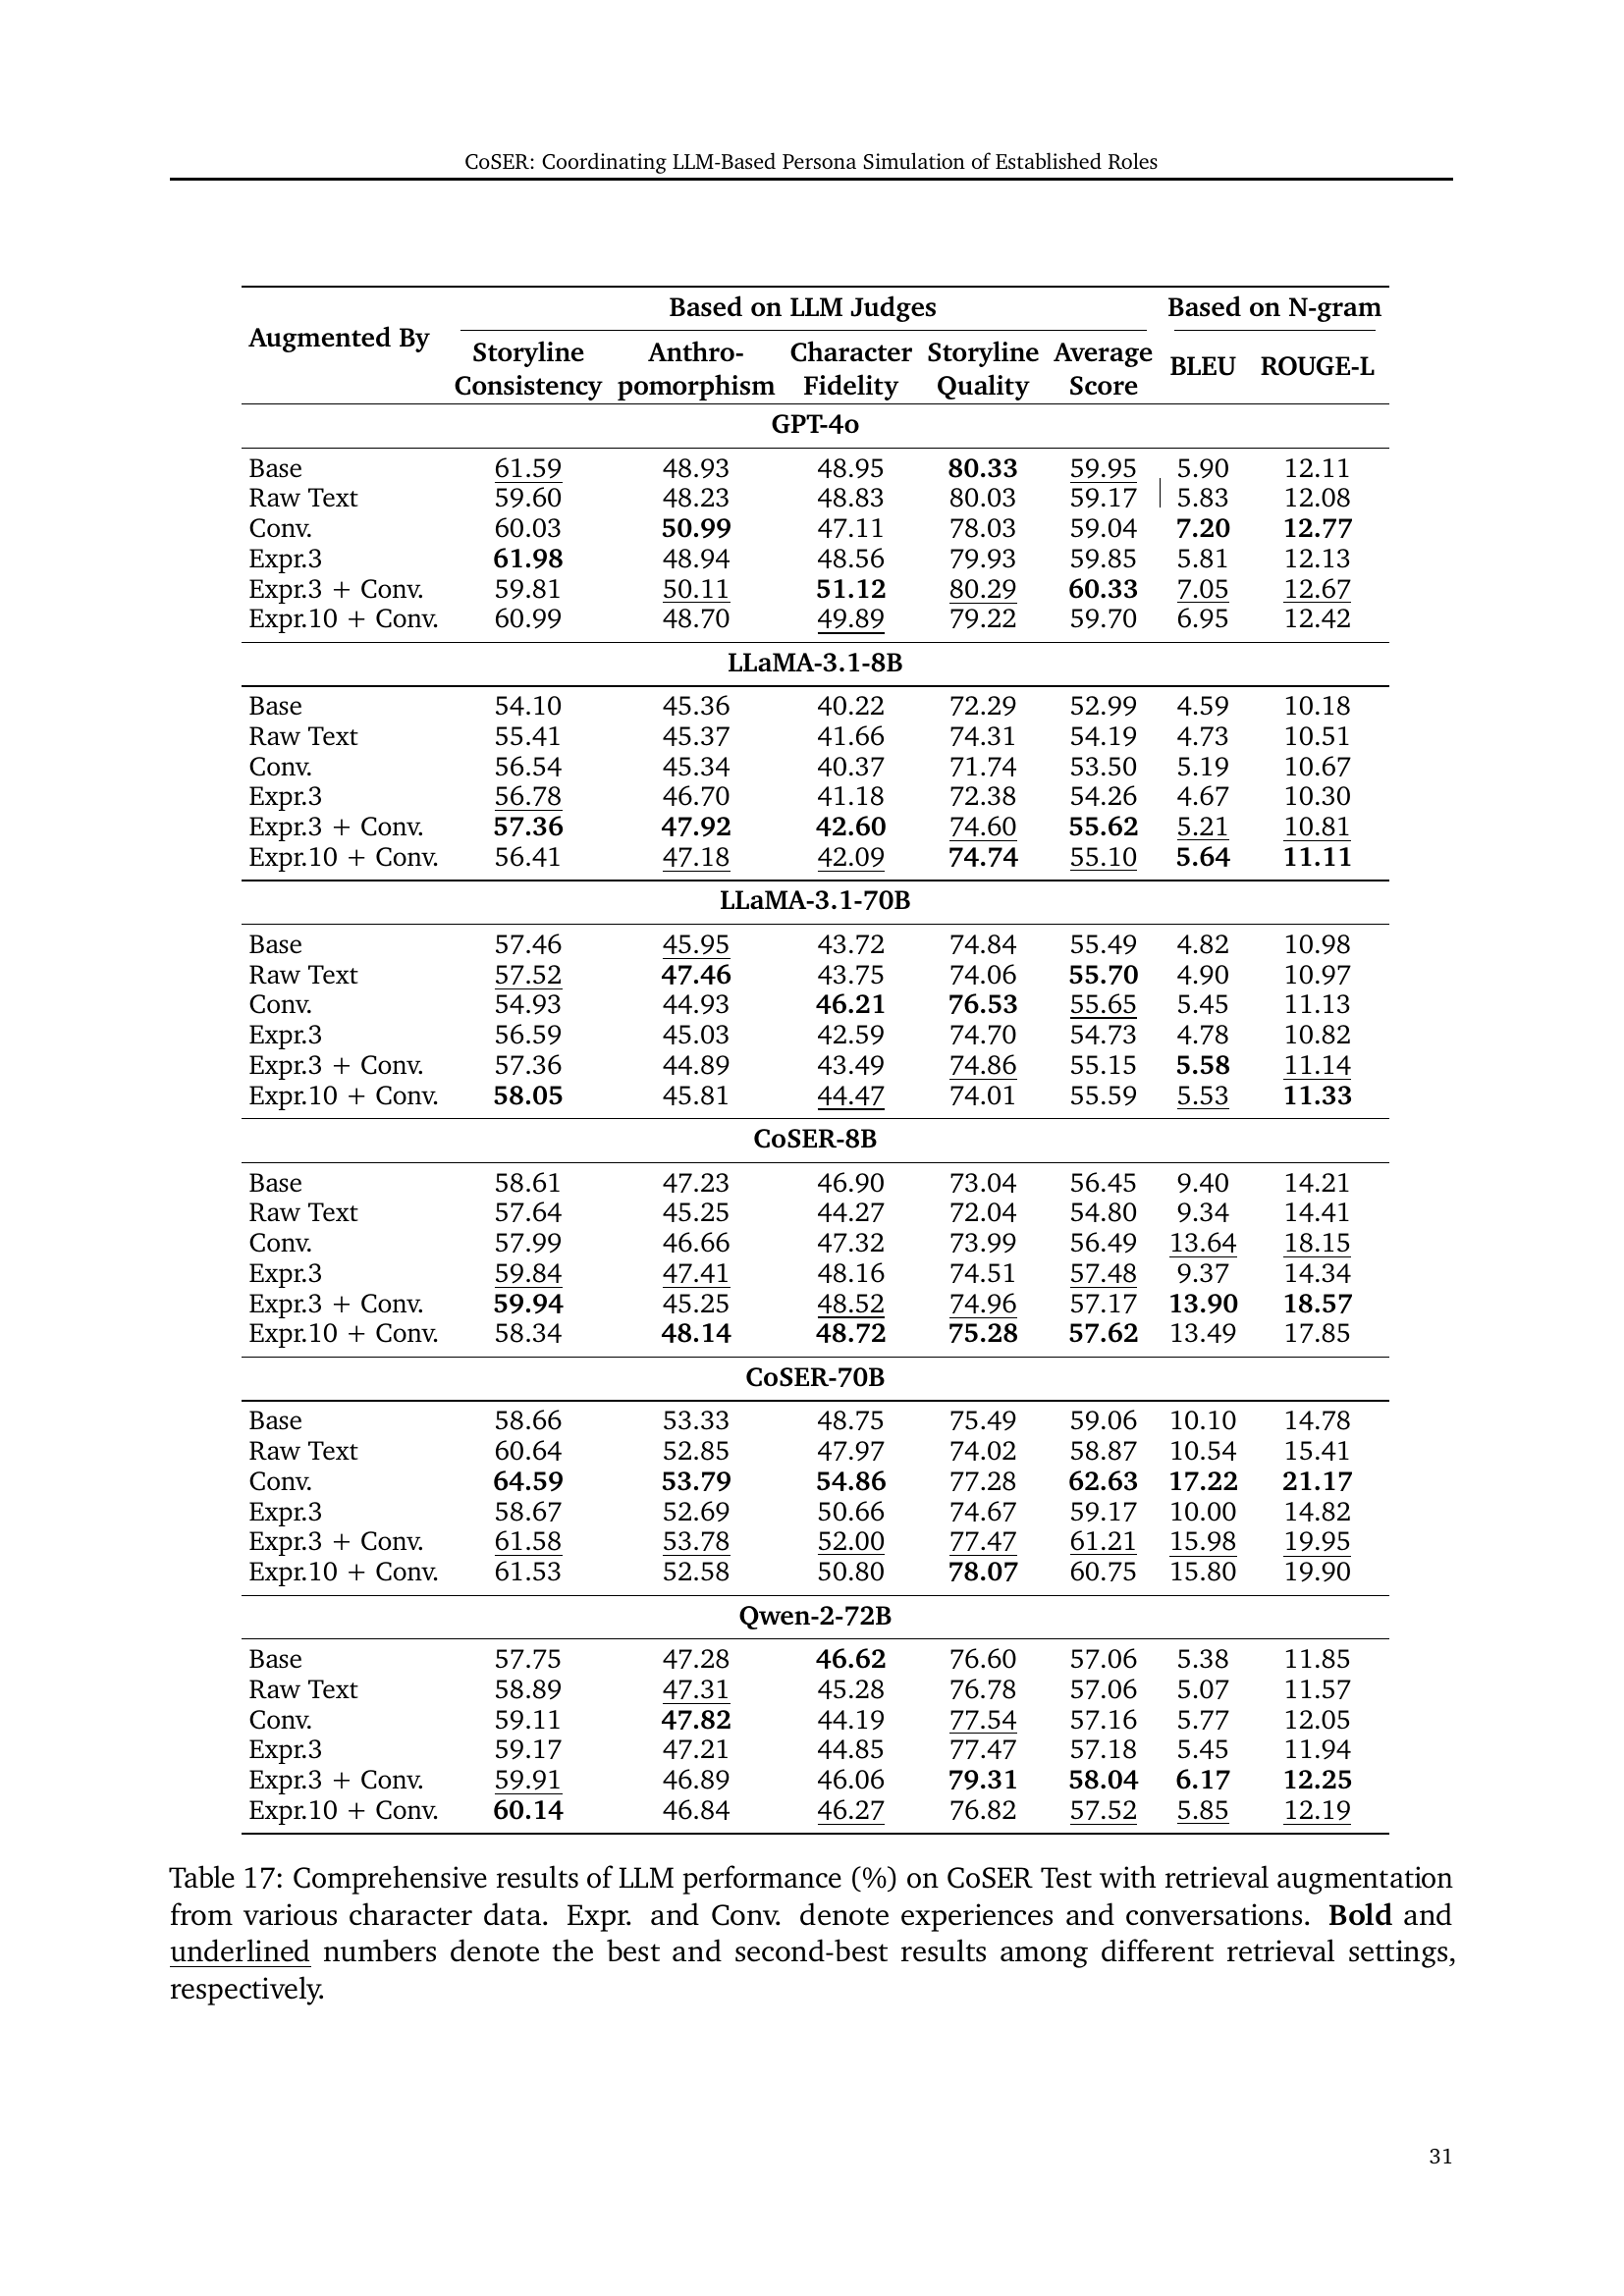 CoSER: Coordinating LLM-Based Persona Simulation of Established Roles
Augmented By Based on LLM Judges Based on N-gram
Storyline Consistency Anthro-pomorphism Character Fidelity Storyline Quality Average Score BLEU ROUGE-L
GPT-4o
Base 61.59 48.93 48.95 80.33 59.95 5.90 12.11
Raw Text 59.60 48.23 48.83 80.03 59.17 5.83 12.08
Conv. 60.03 50.99 47.11 78.03 59.04 7.20 12.77
Expr.3 61.98 48.94 48.56 79.93 59.85 5.81 12.13
Expr.3 + Conv. 59.81 50.11 51.12 80.29 60.33 7.05 12.67
Expr.10 + Conv. 60.99 48.70 49.89 79.22 59.70 6.95 12.42
LLaMA-3.1-8B
Base 54.10 45.36 40.22 72.29 52.99 4.59 10.18
Raw Text 55.41 45.37 41.66 74.31 54.19 4.73 10.51
Conv. 56.54 45.34 40.37 71.74 53.50 5.19 10.67
Expr.3 56.78 46.70 41.18 72.38 54.26 4.67 10.30
Expr.3 + Conv. 57.36 47.92 42.60 74.60 55.62 5.21 10.81
Expr.10 + Conv. 56.41 47.18 42.09 74.74 55.10 5.64 11.11
LLaMA-3.1-70B
Base 57.46 45.95 43.72 74.84 55.49 4.82 10.98
Raw Text 57.52 47.46 43.75 74.06 55.70 4.90 10.97
Conv. 54.93 44.93 46.21 76.53 55.65 5.45 11.13
Expr.3 56.59 45.03 42.59 74.70 54.73 4.78 10.82
Expr.3 + Conv. 57.36 44.89 43.49 74.86 55.15 5.58 11.14
Expr.10 + Conv. 58.05 45.81 44.47 74.01 55.59 5.53 11.33
CoSER-8B
Base 58.61 47.23 46.90 73.04 56.45 9.40 14.21
Raw Text 57.64 45.25 44.27 72.04 54.80 9.34 14.41
Conv. 57.99 46.66 47.32 73.99 56.49 13.64 18.15
Expr.3 59.84 47.41 48.16 74.51 57.48 9.37 14.34
Expr.3 + Conv. 59.94 45.25 48.52 74.96 57.17 13.90 18.57
Expr.10 + Conv. 58.34 48.14 48.72 75.28 57.62 13.49 17.85
CoSER-70B
Base 58.66 53.33 48.75 75.49 59.06 10.10 14.78
Raw Text 60.64 52.85 47.97 74.02 58.87 10.54 15.41
Conv. 64.59 53.79 54.86 77.28 62.63 17.22 21.17
Expr.3 58.67 52.69 50.66 74.67 59.17 10.00 14.82
Expr.3 + Conv. 61.58 53.78 52.00 77.47 61.21 15.98 19.95
Expr.10 + Conv. 61.53 52.58 50.80 78.07 60.75 15.80 19.90
Qwen-2-72B
Base 57.75 47.28 46.62 76.60 57.06 5.38 11.85
Raw Text 58.89 47.31 45.28 76.78 57.06 5.07 11.57
Conv. 59.11 47.82 44.19 77.54 57.16 5.77 12.05
Expr.3 59.17 47.21 44.85 77.47 57.18 5.45 11.94
Expr.3 + Conv. 59.91 46.89 46.06 79.31 58.04 6.17 12.25
Expr.10 + Conv. 60.14 46.84 46.27 76.82 57.52 5.85 12.19
Table 17: Comprehensive results of LLM performance (%) on CoSER Test with retrieval augmentation
from various character data. Expr. and Conv. denote experiences and conversations. Bold and
underlined numbers denote the best and second-best results among different retrieval settings,
respectively.
31